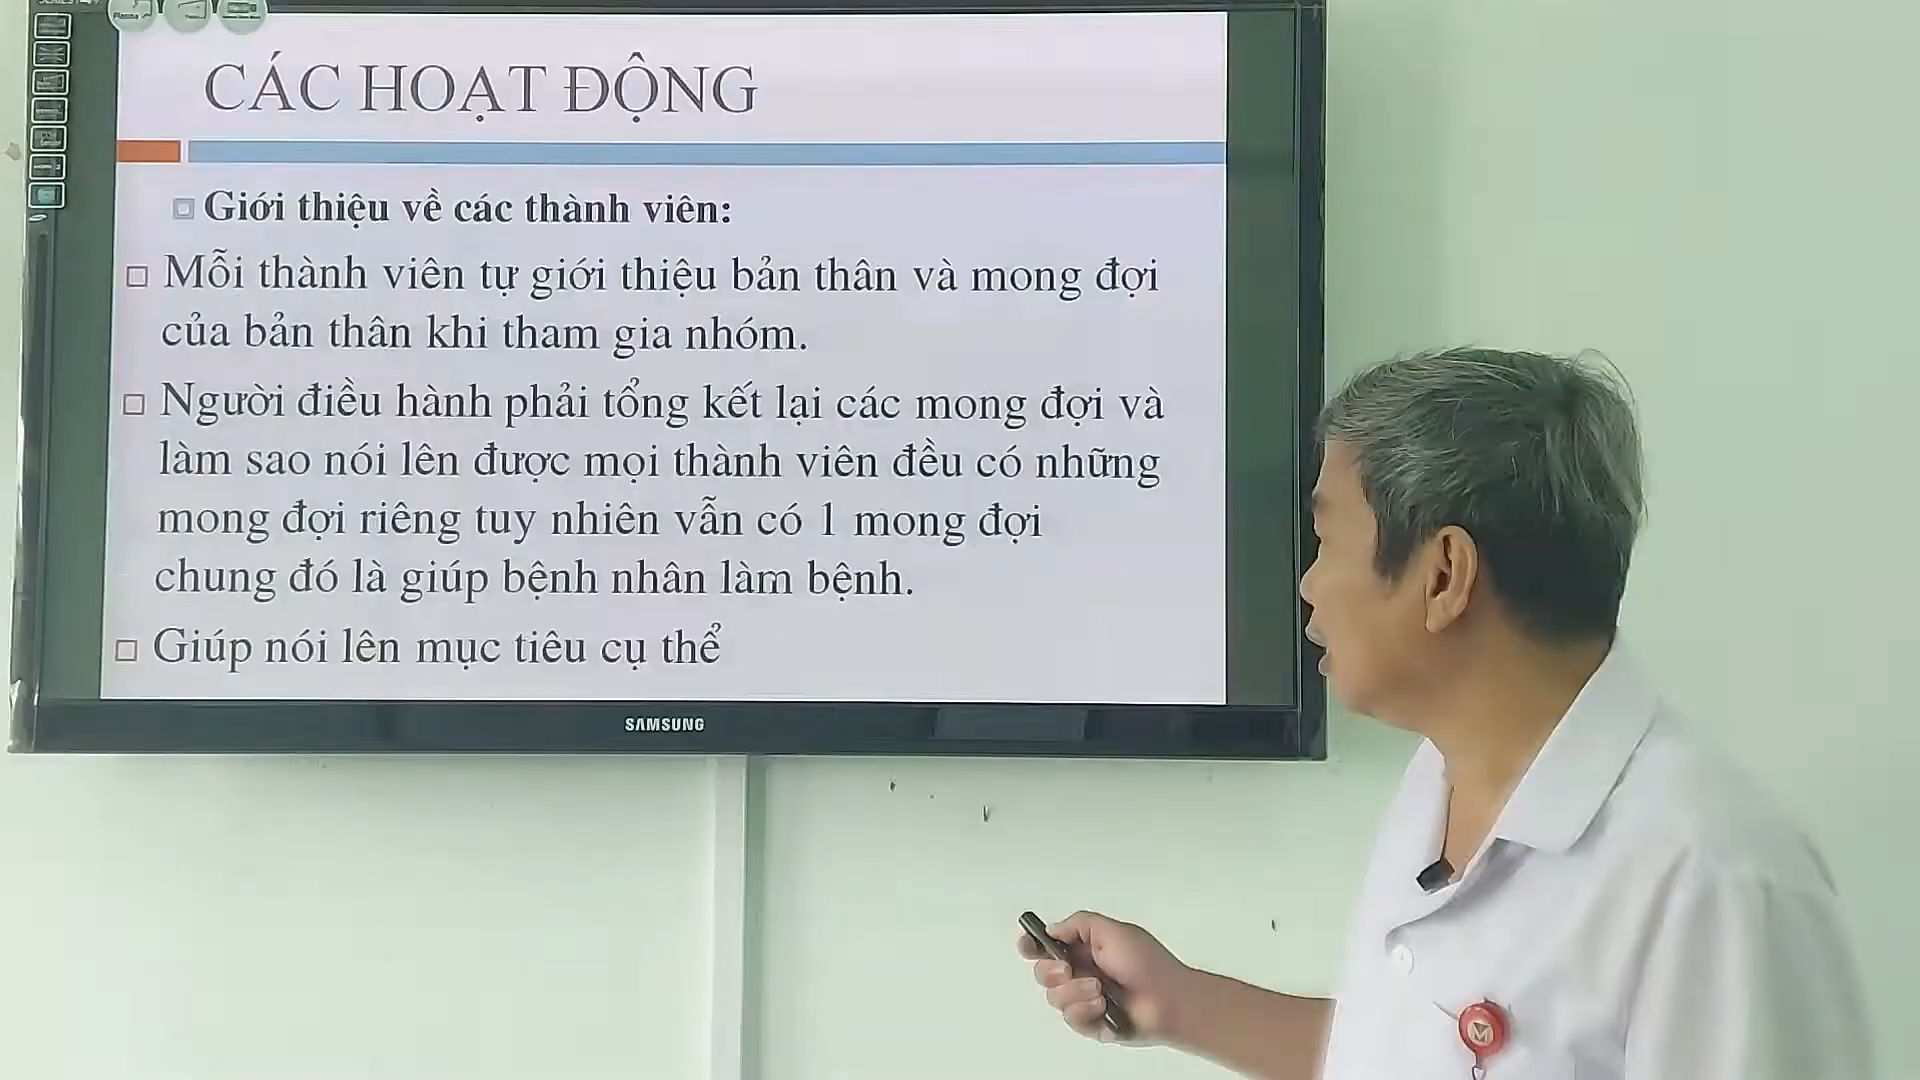 CÁC HOẠT ĐỘNG
Giới thiệu về các thành viên:
Mỗi thành viên tự giới thiệu bản thân và mong đợi
của bản thân khi tham gia nhóm.
Người điều hành phải tổng kết lại các mong đợi và
làm sao nói lên được mọi thành viên đều có những
mong đợi riêng tuy nhiên vẫn có 1 mong đợi
chung đó là giúp bệnh nhân làm bệnh.
Giúp nói lên mục tiêu cụ thể
SAMSUNG